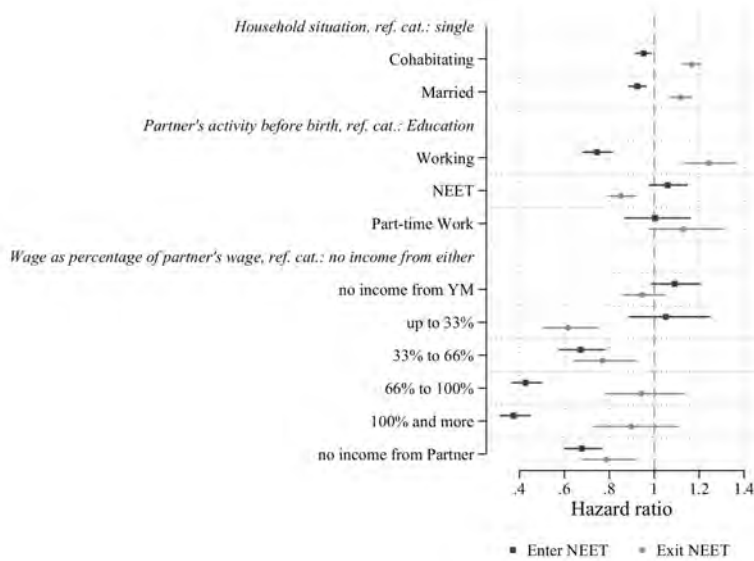 Household situation, ref. cat.: single
Cohabitating
Married
Partner's activity before birth, ref. cat.: Education
Working
NEET
Part-time Work
Wage as percentage of partner's wage, ref. cat.: no income from either
no income from YM
up to 33%
33% to 66%
66% to 100%
100% and more
no income from Partner
.4 .6 .8 1 1.2 1.4
Hazard ratio
Enter NEET Exit NEET